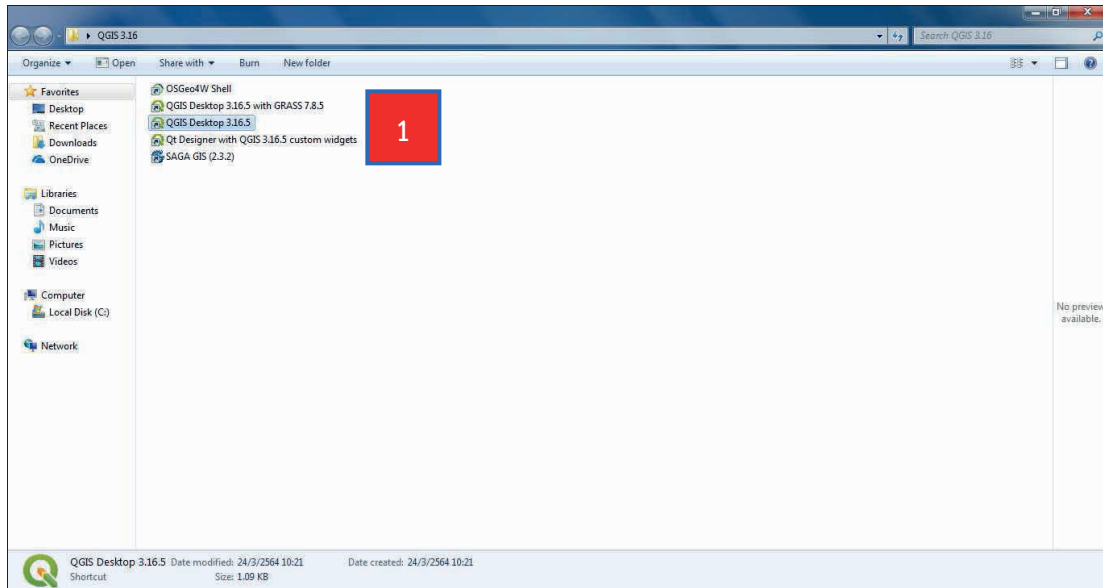 QGIS 3.16
Search QGIS 3.16
Organize Open Share with Burn New folder
Favorites
Desktop
Recent Places
Downloads
OneDrive
Libraries
Documents
Music
Pictures
Videos
Computer
Local Disk (C:)
Network
OSGeo4W Shell
QGIS Desktop 3.16.5 with GRASS 7.8.5
QGIS Desktop 3.16.5
Qt Designer with QGIS 3.16.5 custom widgets
SAGA GIS (2.3.2)
1
No preview
available.
QGIS Desktop 3.16.5 Date modified: 24/3/2564 10:21 Date created: 24/3/2564 10:21
Shortcut Size: 1.09 KB